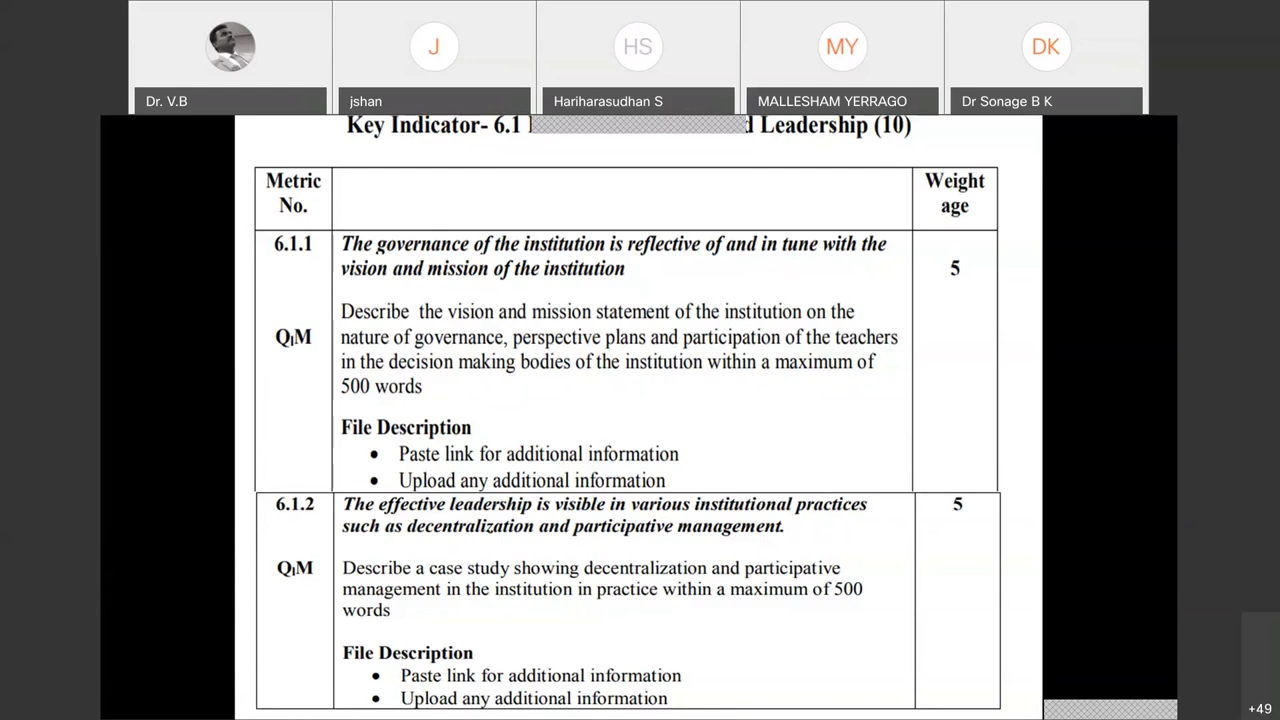 J
HS
MY
DK
Dr. V.B
jshan
Hariharasudhan S
MALLESHAM YERRAGO
Dr Sonage B K
Key Indicator- 6.1 Leadership (10)
Metric No.
Weight age
6.1.1
The governance of the institution is reflective of and in tune with the
vision and mission of the institution
5
QlM
Describe the vision and mission statement of the institution on the
nature of governance, perspective plans and participation of the teachers
in the decision making bodies of the institution within a maximum of
500 words
File Description
• Paste link for additional information
• Upload any additional information
6.1.2
The effective leadership is visible in various institutional practices
such as decentralization and participative management.
5
QlM
Describe a case study showing decentralization and participative
management in the institution in practice within a maximum of 500
words
File Description
• Paste link for additional information
• Upload any additional information
+49